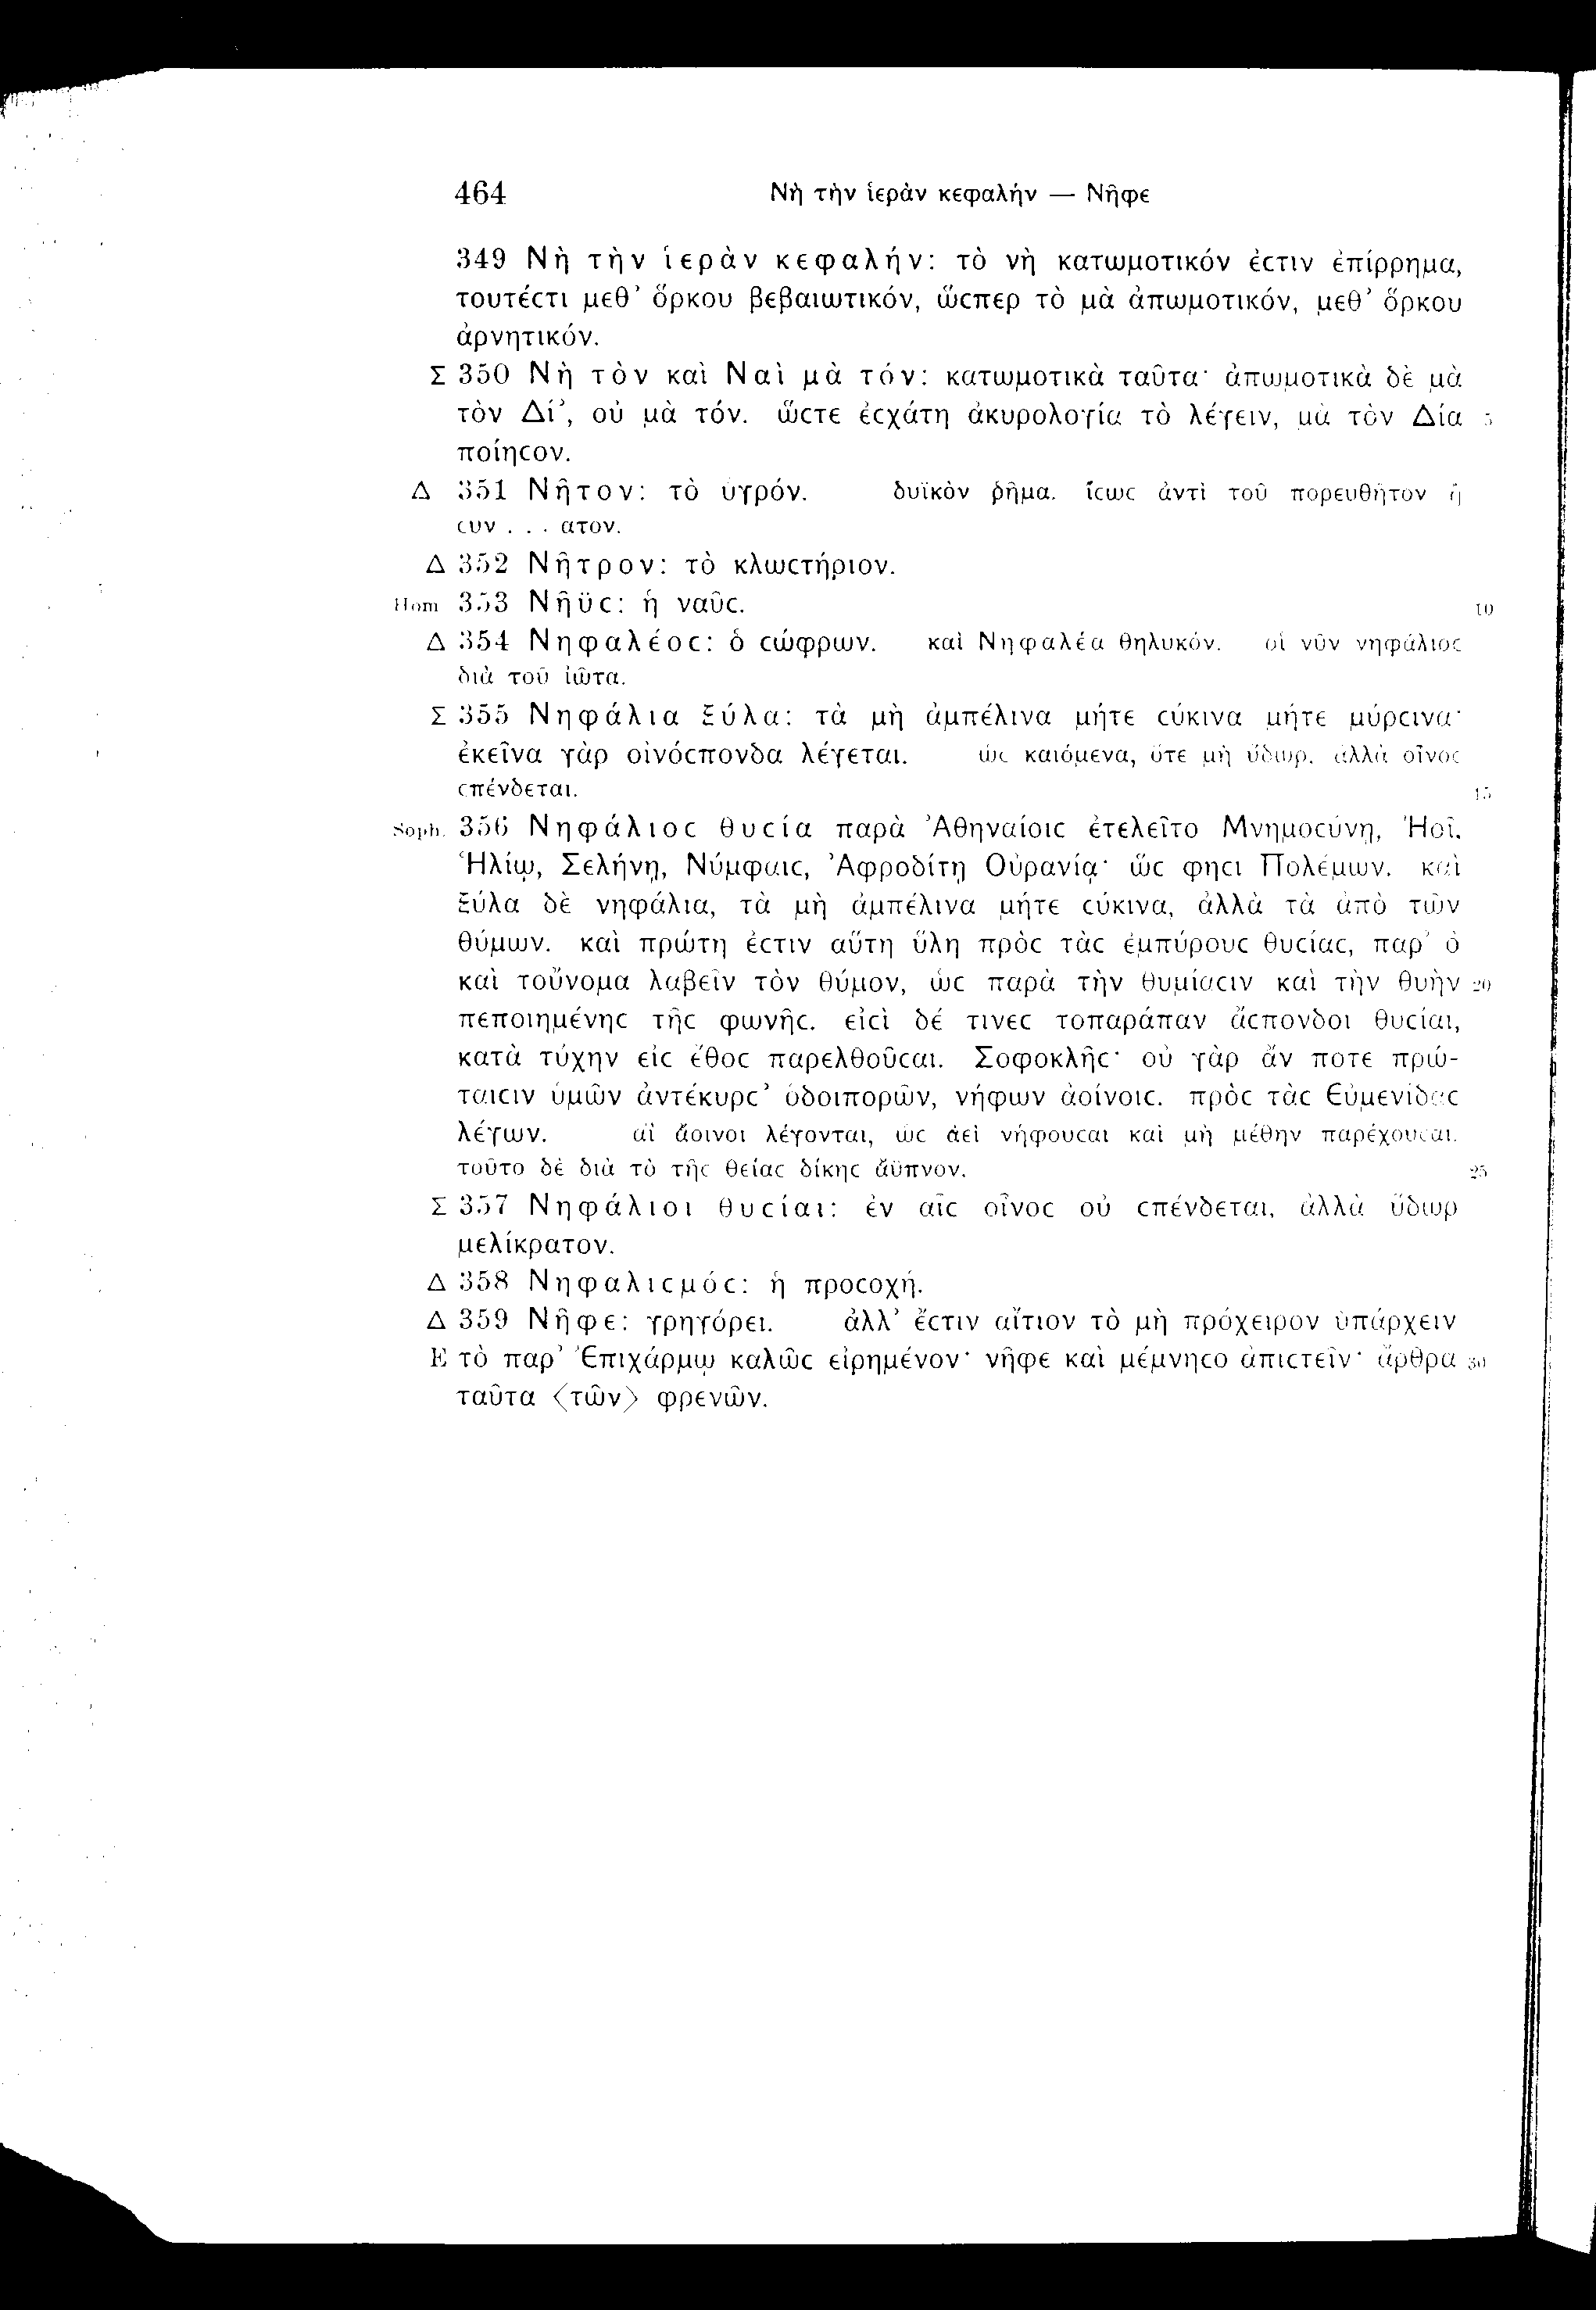 464 Νὴ τὴν ἱερὰν κεφαλήν — Νῆφε
349 Νὴ τὴν ἱερὰν κεφαλήν: τὸ νὴ κατωμοτικόν ἐϲτιν ἐπίρρημα,
τουτέϲτι μεθ’ ὅρκου βεβαιωτικόν, ὥϲπερ τὸ μὰ ἀπωμοτικόν, μεθ’ ὅρκου
ἀρνητικόν.
Σ 350 Νὴ τὸν καὶ Ναὶ μὰ τόν: κατωμοτικὰ ταῦτα· ἀπωμοτικὰ δὲ μὰ
τὸν Δί’, οὐ μὰ τόν. ὥϲτε ἐϲχάτη ἀκυρολογία τὸ λέγειν, μὰ τὸν Δία 5
ποίηϲον.
Δ 351 Νῆτον: τὸ ὑγρόν. δυϊκὸν ῥῆμα. ἴϲωϲ ἀντὶ τοῦ πορευθῆτον ἢ
ϲυν . . . ατον.
Δ 352 Νῆτρον: τὸ κλωϲτήριον.
Hom 353 Νηῢϲ: ἡ ναῦϲ. 10
Δ 354 Νηφαλέοϲ: ὁ ϲώφρων. καὶ Νηφαλέα θηλυκόν. οἱ νῦν νηφάλιοϲ
διὰ τοῦ ἰῶτα.
Σ 355 Νηφάλια ξύλα: τὰ μὴ ἀμπέλινα μήτε ϲύκινα μήτε μύρϲινα·
ἐκεῖνα γὰρ οἰνόϲπονδα λέγεται. ὡϲ καιόμενα, ὅτε μὴ ὕδωρ, ἀλλὰ οἶνοϲ
ϲπένδεται. 15
Soph. 356 Νηφάλιοϲ θυϲία παρὰ Ἀθηναίοιϲ ἐτελεῖτο Μνημοϲύνῃ, Ἠοῖ,
Ἡλίῳ, Σελήνῃ, Νύμφαιϲ, Ἀφροδίτῃ Οὐρανίᾳ· ὥϲ φηϲι Πολέμων. καὶ
ξύλα δὲ νηφάλια, τὰ μὴ ἀμπέλινα μήτε ϲύκινα, ἀλλὰ τὰ ἀπὸ τῶν
θύμων. καὶ πρώτη ἐϲτιν αὕτη ὕλη πρὸϲ τὰϲ ἐμπύρουϲ θυϲίαϲ, παρ’ ὃ
καὶ τοὔνομα λαβεῖν τὸν θύμον, ὡϲ παρὰ τὴν θυμίαϲιν καὶ τὴν θυὴν 20
πεποιημένηϲ τῆϲ φωνῆϲ. εἰϲὶ δέ τινεϲ τοπαράπαν ἄϲπονδοι θυϲίαι,
κατὰ τύχην εἰϲ ἔθοϲ παρελθοῦϲαι. Σοφοκλῆϲ· οὐ γὰρ ἄν ποτε πρώ-
ταιϲιν ὑμῶν ἀντέκυρϲ’ ὁδοιπορῶν, νήφων ἀοίνοιϲ. πρὸϲ τὰϲ Εὐμενίδαϲ
λέγων. αἳ ἄοινοι λέγονται, ὡϲ ἀεὶ νήφουϲαι καὶ μὴ μέθην παρέχουϲαι.
τοῦτο δὲ διὰ τὸ τῆϲ θείαϲ δίκηϲ ἄϋπνον. 25
Σ 357 Νηφάλιοι θυϲίαι: ἐν αἷϲ οἶνοϲ οὐ ϲπένδεται, ἀλλὰ ὕδωρ
μελίκρατον.
Δ 358 Νηφαλιϲμόϲ: ἡ προϲοχή.
Δ 359 Νῆφε: γρηγόρει. ἀλλ’ ἔϲτιν αἴτιον τὸ μὴ πρόχειρον ὑπάρχειν
E τὸ παρ’ Ἐπιχάρμῳ καλῶϲ εἰρημένον· νῆφε καὶ μέμνηϲο ἀπιϲτεῖν· ἄρθρα 30
ταῦτα ⟨τῶν⟩ φρενῶν.